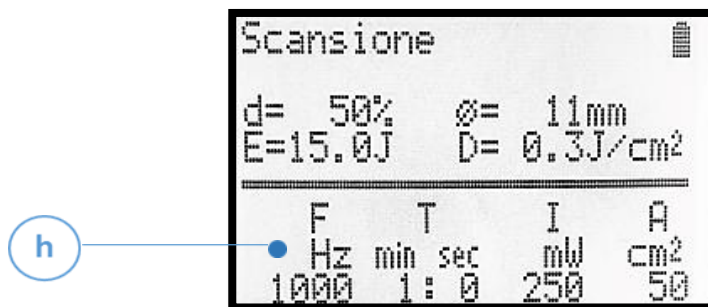 Scansione
d= 50% ø= 11mm
E=15.0J D= 0.3J/cm²
F T I A
h
Hz min sec mW cm²
1000 1: 0 250 50